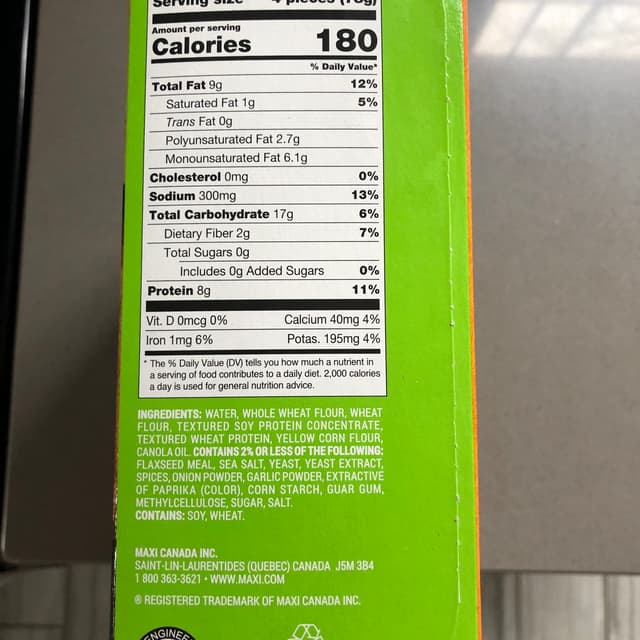 Serving size 4 pieces (78g)
Amount per serving
Calories 180
% Daily Value*
Total Fat 9g 12%
Saturated Fat 1g 5%
Trans Fat 0g
Polyunsaturated Fat 2.7g
Monounsaturated Fat 6.1g
Cholesterol 0mg 0%
Sodium 300mg 13%
Total Carbohydrate 17g 6%
Dietary Fiber 2g 7%
Total Sugars 0g
Includes 0g Added Sugars 0%
Protein 8g 11%
Vit. D 0mcg 0% Calcium 40mg 4%
Iron 1mg 6% Potas. 195mg 4%
* The % Daily Value (DV) tells you how much a nutrient in
a serving of food contributes to a daily diet. 2,000 calories
a day is used for general nutrition advice.
INGREDIENTS: WATER, WHOLE WHEAT FLOUR, WHEAT
FLOUR, TEXTURED SOY PROTEIN CONCENTRATE,
TEXTURED WHEAT PROTEIN, YELLOW CORN FLOUR,
CANOLA OIL. CONTAINS 2% OR LESS OF THE FOLLOWING:
FLAXSEED MEAL, SEA SALT, YEAST, YEAST EXTRACT,
SPICES, ONION POWDER, GARLIC POWDER, EXTRACTIVE
OF PAPRIKA (COLOR), CORN STARCH, GUAR GUM,
METHYLCELLULOSE, SUGAR, SALT.
CONTAINS: SOY, WHEAT.
MAXI CANADA INC.
SAINT-LIN-LAURENTIDES (QUEBEC) CANADA J5M 3B4
1 800 363-3621 • WWW.MAXI.COM
® REGISTERED TRADEMARK OF MAXI CANADA INC.